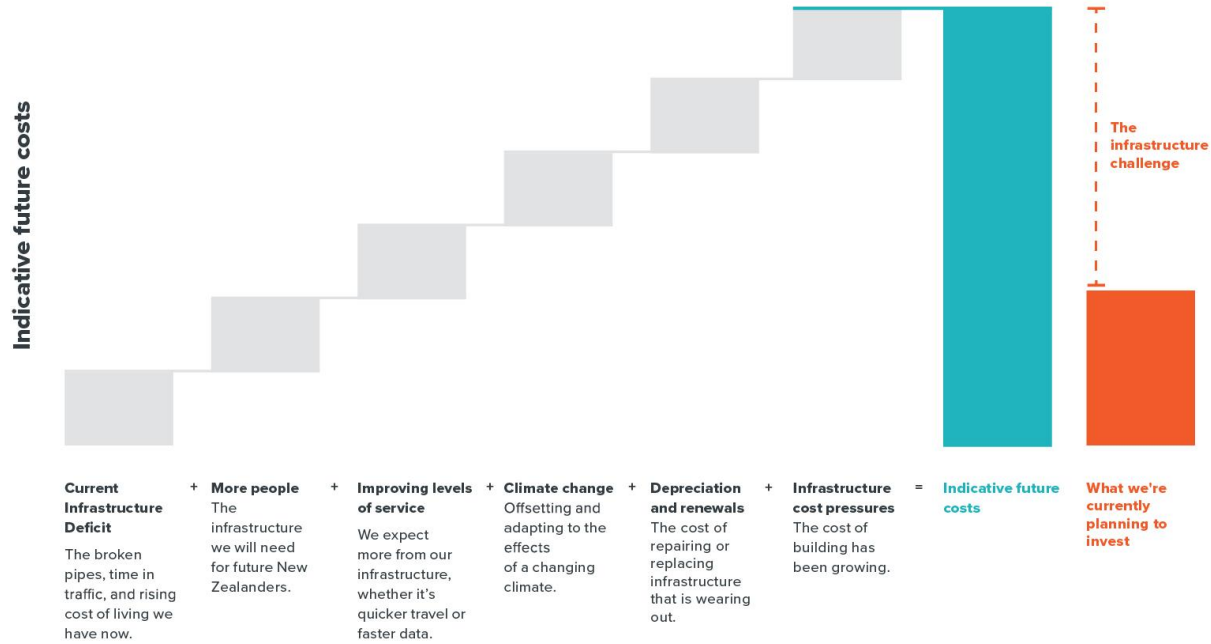 Indicative future costs
The
infrastructure
challenge
Current
Infrastructure
Deficit
The broken
pipes, time in
traffic, and rising
cost of living we
have now.
+
More people
The
infrastructure
we will need
for future New
Zealanders.
+
Improving levels
of service
We expect
more from our
infrastructure,
whether it's
quicker travel or
faster data.
+
Climate change
Offsetting and
adapting to the
effects
of a changing
climate.
+
Depreciation
and renewals
The cost of
repairing or
replacing
infrastructure
that is wearing
out.
+
Infrastructure
cost pressures
The cost of
building has
been growing.
=
Indicative future
costs
What we're
currently
planning to
invest